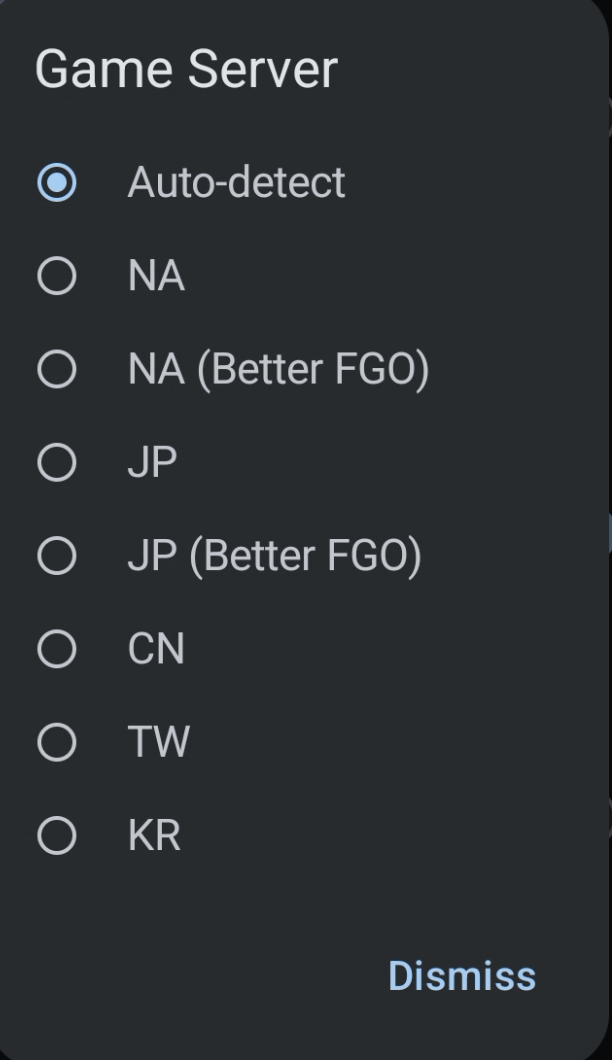 Game Server
Auto-detect
NA
NA (Better FGO)
JP
JP (Better FGO)
CN
TW
KR
Dismiss